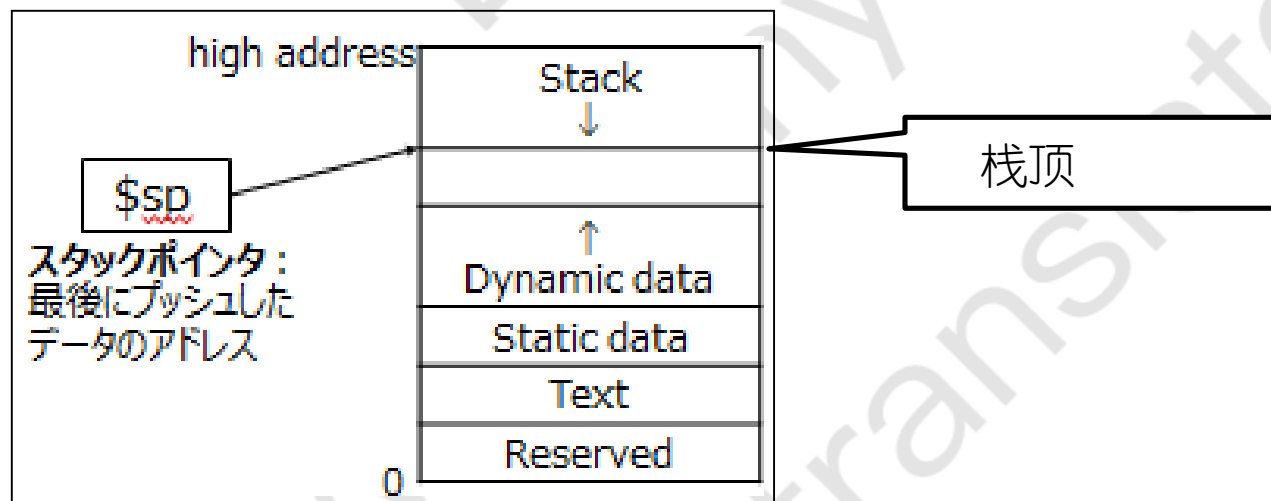 high address
Stack
↓
栈顶
$sp
スタックポインタ：
最後にプッシュした
データのアドレス
↑
Dynamic data
Static data
Text
Reserved
0